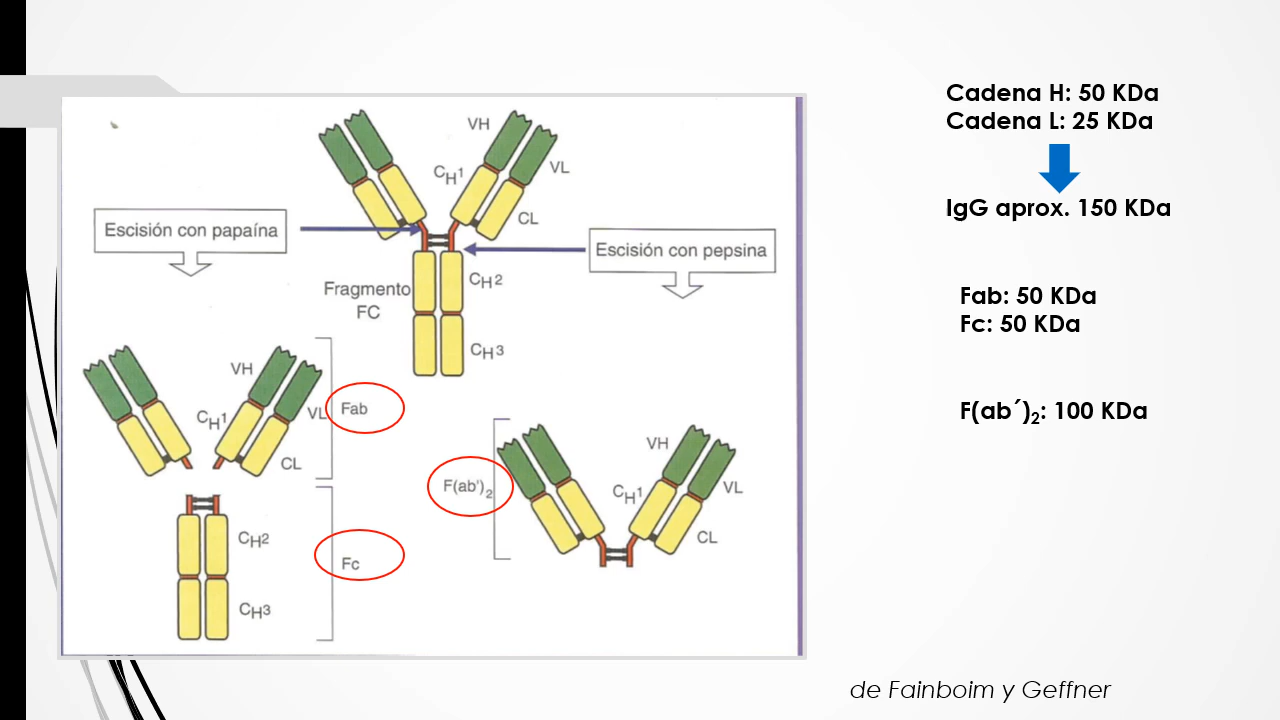 VH
VL
CH1
CL
Escisión con papaína
Escisión con pepsina
Fragmento
FC
CH2
CH3
VH
VL
CH1
CL
Fab
CH2
Fc
CH3
F(ab')2
VH
VL
CH1
CL
Cadena H: 50 KDa
Cadena L: 25 KDa
IgG aprox. 150 KDa
Fab: 50 KDa
Fc: 50 KDa
F(ab´)2: 100 KDa
de Fainboim y Geffner